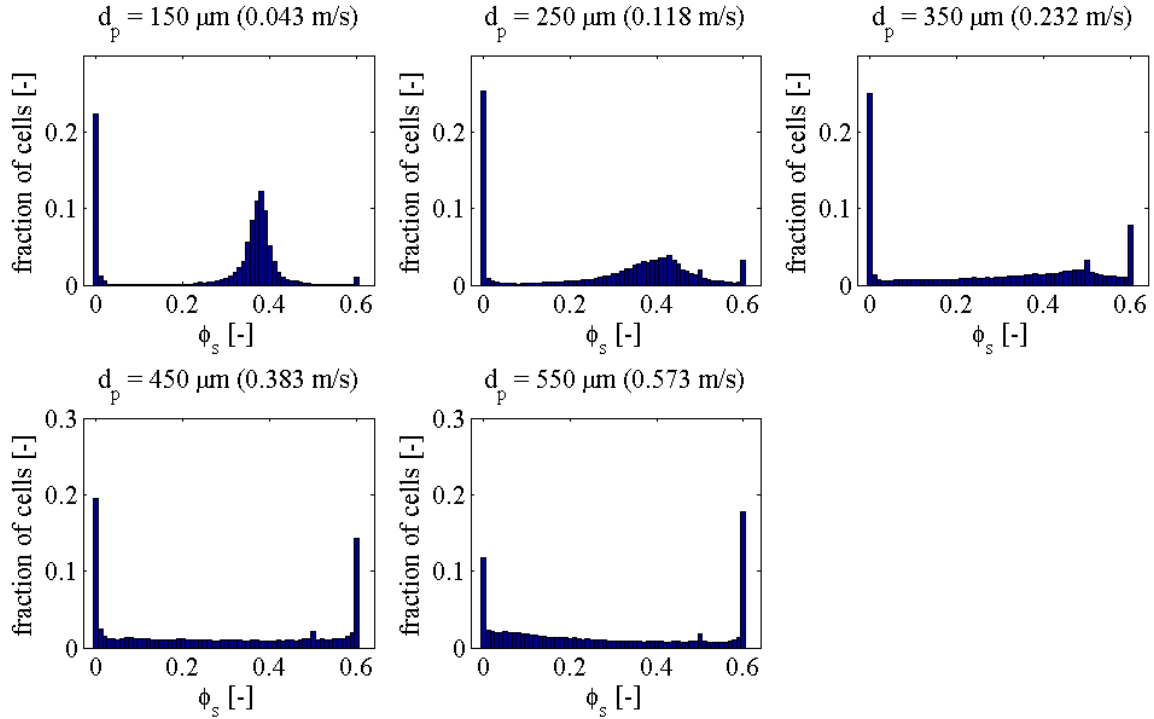 d_p = 150 μm (0.043 m/s)
fraction of cells [-]
0.2
0.1
0
0 0.2 0.4 0.6
ϕ_s [-]
d_p = 250 μm (0.118 m/s)
fraction of cells [-]
0.2
0.1
0
0 0.2 0.4 0.6
ϕ_s [-]
d_p = 350 μm (0.232 m/s)
fraction of cells [-]
0.2
0.1
0
0 0.2 0.4 0.6
ϕ_s [-]
d_p = 450 μm (0.383 m/s)
fraction of cells [-]
0.3
0.2
0.1
0
0 0.2 0.4 0.6
ϕ_s [-]
d_p = 550 μm (0.573 m/s)
fraction of cells [-]
0.3
0.2
0.1
0
0 0.2 0.4 0.6
ϕ_s [-]